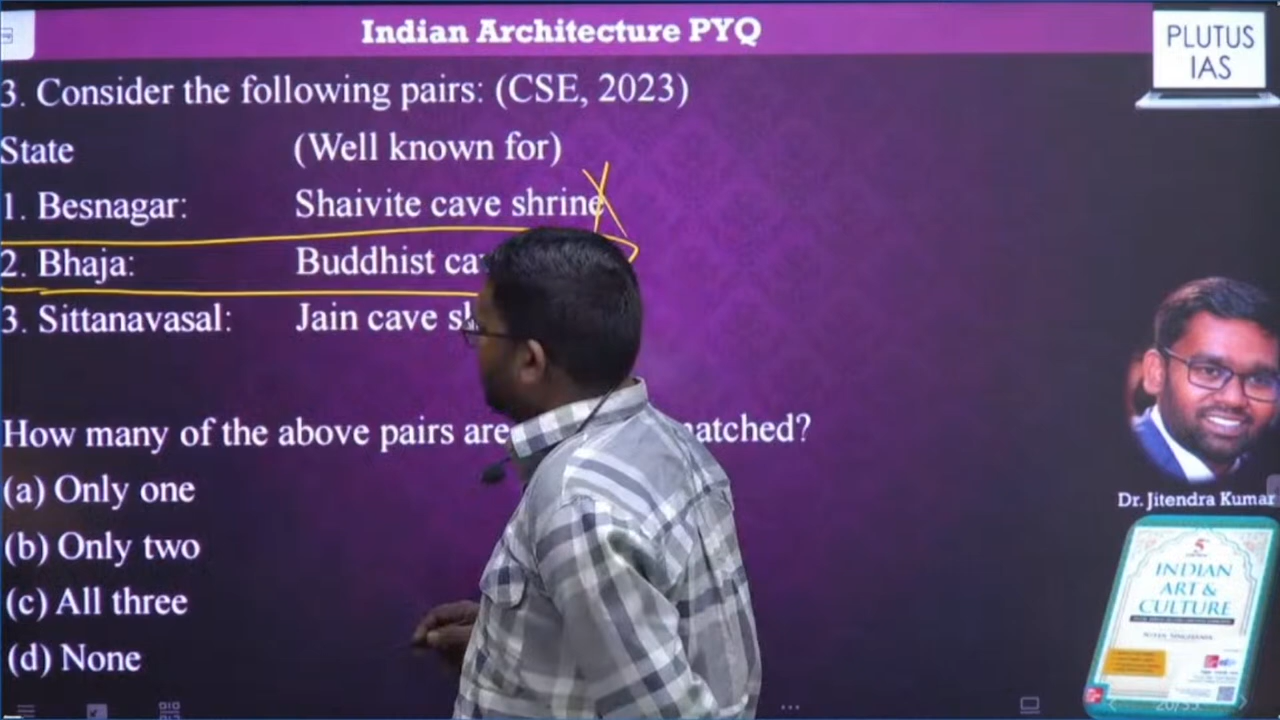 Indian Architecture PYQ
PLUTUS
IAS
3. Consider the following pairs: (CSE, 2023)
State (Well known for)
1. Besnagar: Shaivite cave shrine
2. Bhaja: Buddhist
3. Sittanavasal: Jain cave
How many of the above pairs are
(a) Only one
(b) Only two
(c) All three
(d) None
Dr. Jitendra Kumar
5
INDIAN
ART &
CULTURE